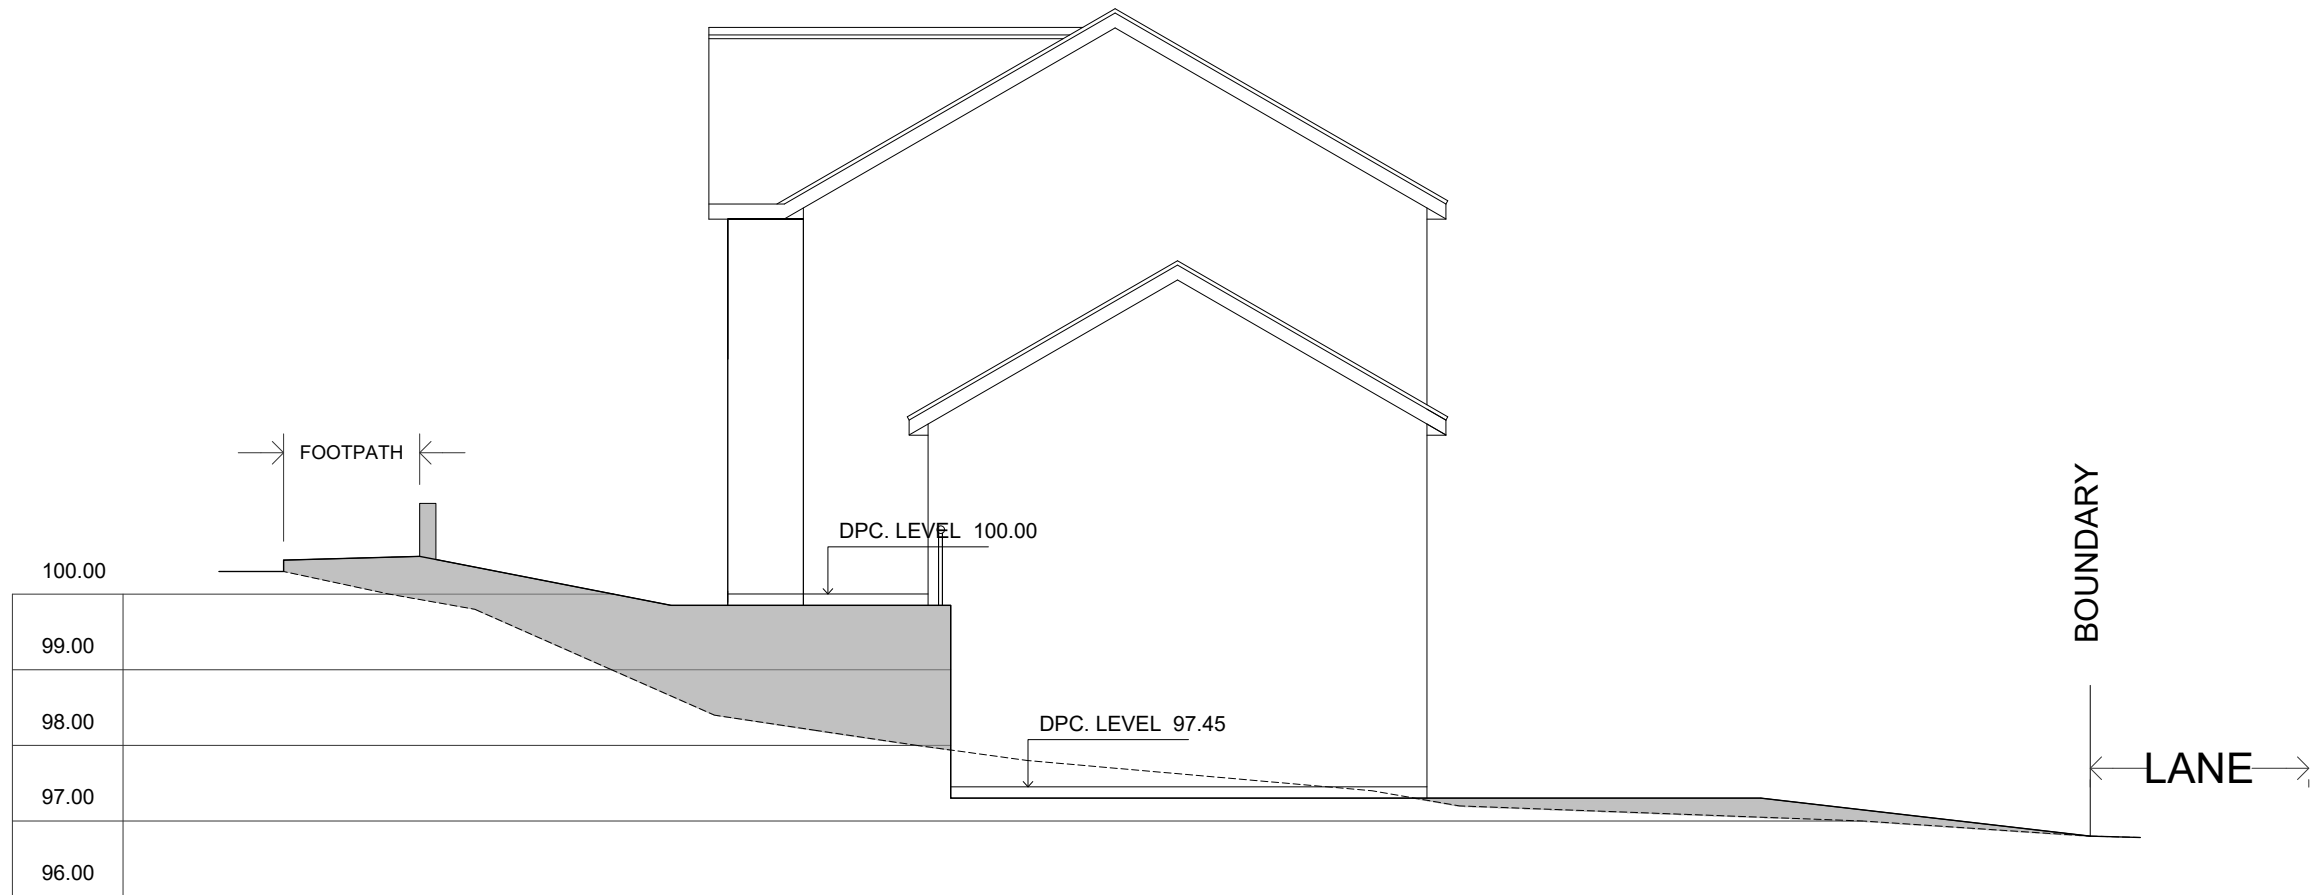 FOOTPATH
BOUNDARY
DPC. LEVEL 100.00
100.00
99.00
98.00
DPC. LEVEL 97.45
LANE
97.00
96.00